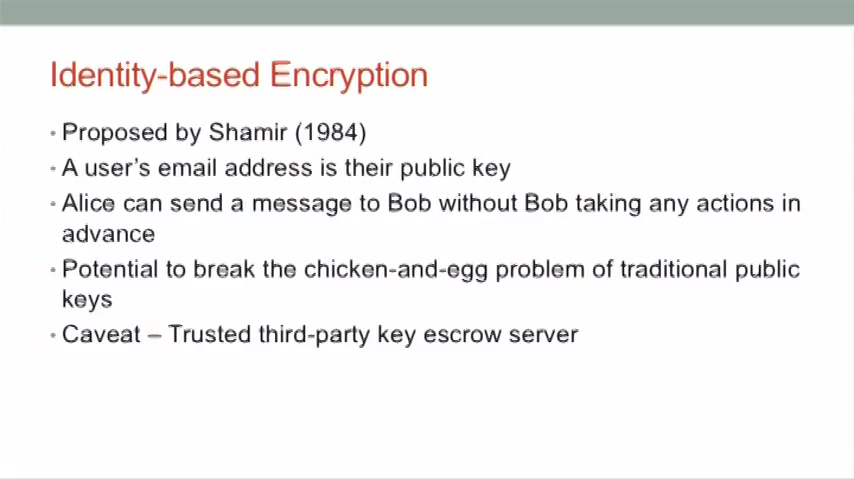 Identity-based Encryption
• Proposed by Shamir (1984)
• A user's email address is their public key
• Alice can send a message to Bob without Bob taking any actions in
advance
• Potential to break the chicken-and-egg problem of traditional public
keys
• Caveat – Trusted third-party key escrow server